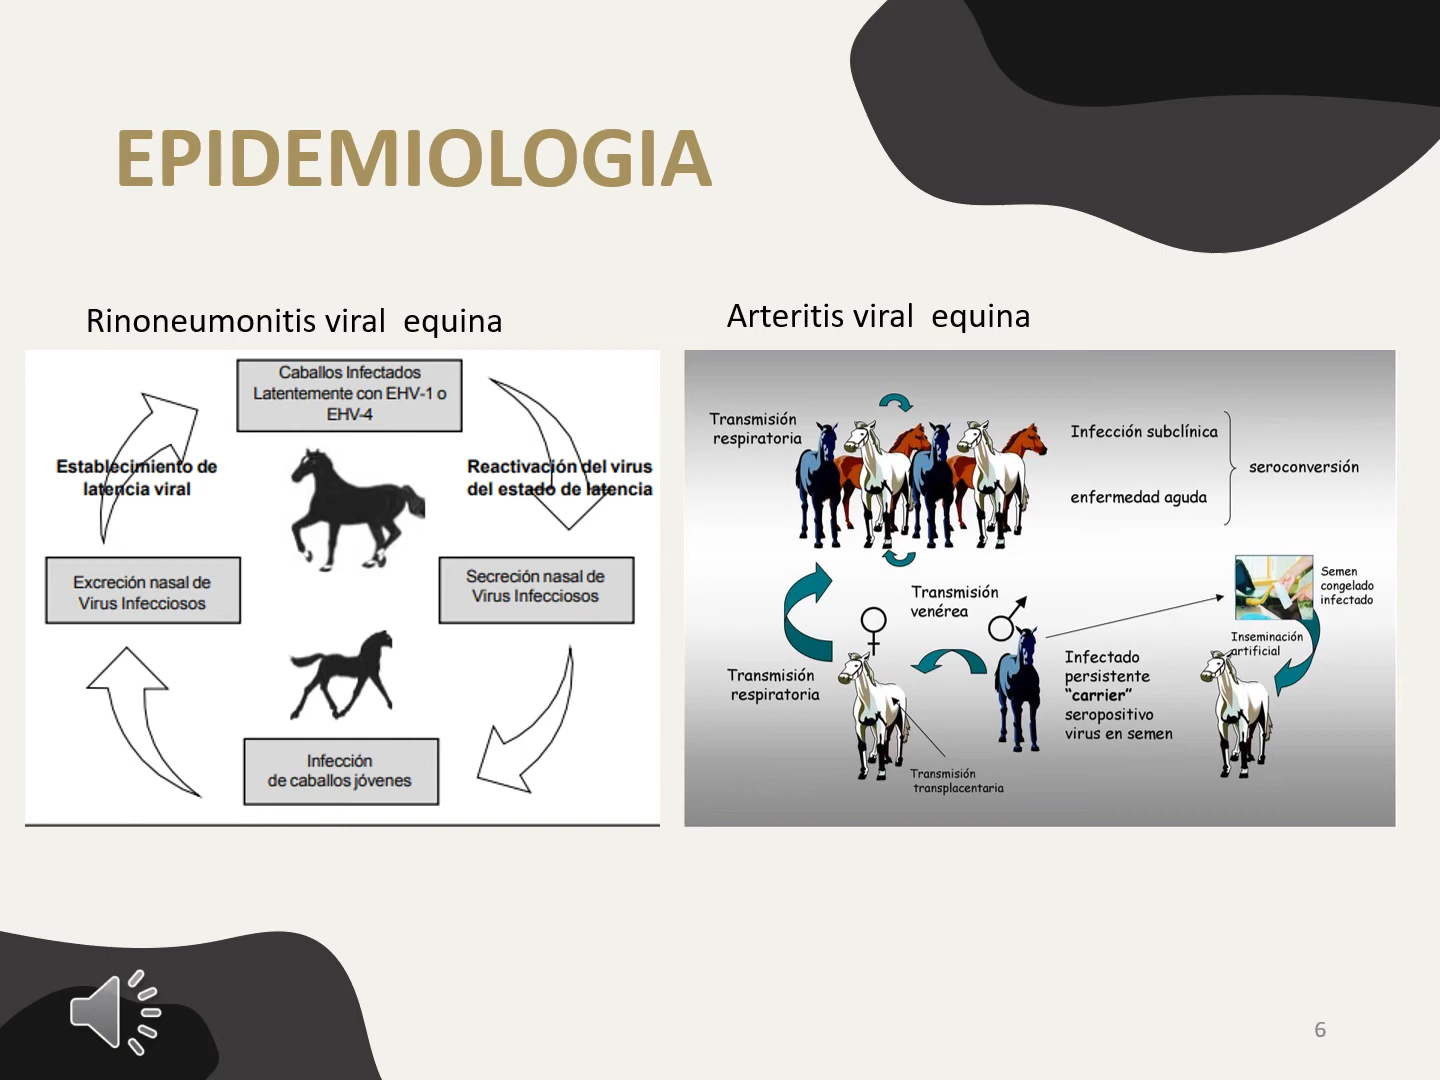 EPIDEMIOLOGIA
Rinoneumonitis viral equina
Caballos Infectados
Latentemente con EHV-1 o
EHV-4
Establecimiento de
latencia viral
Reactivación del virus
del estado de latencia
Excreción nasal de
Virus Infecciosos
Secreción nasal de
Virus Infecciosos
Infección
de caballos jóvenes
Arteritis viral equina
Transmisión
respiratoria
Infección subclínica
seroconversión
enfermedad aguda
Transmisión
venérea
Semen
congelado
infectado
Inseminación
artificial
Transmisión
respiratoria
Infectado
persistente
"carrier"
seropositivo
virus en semen
Transmisión
transplacentaria
6